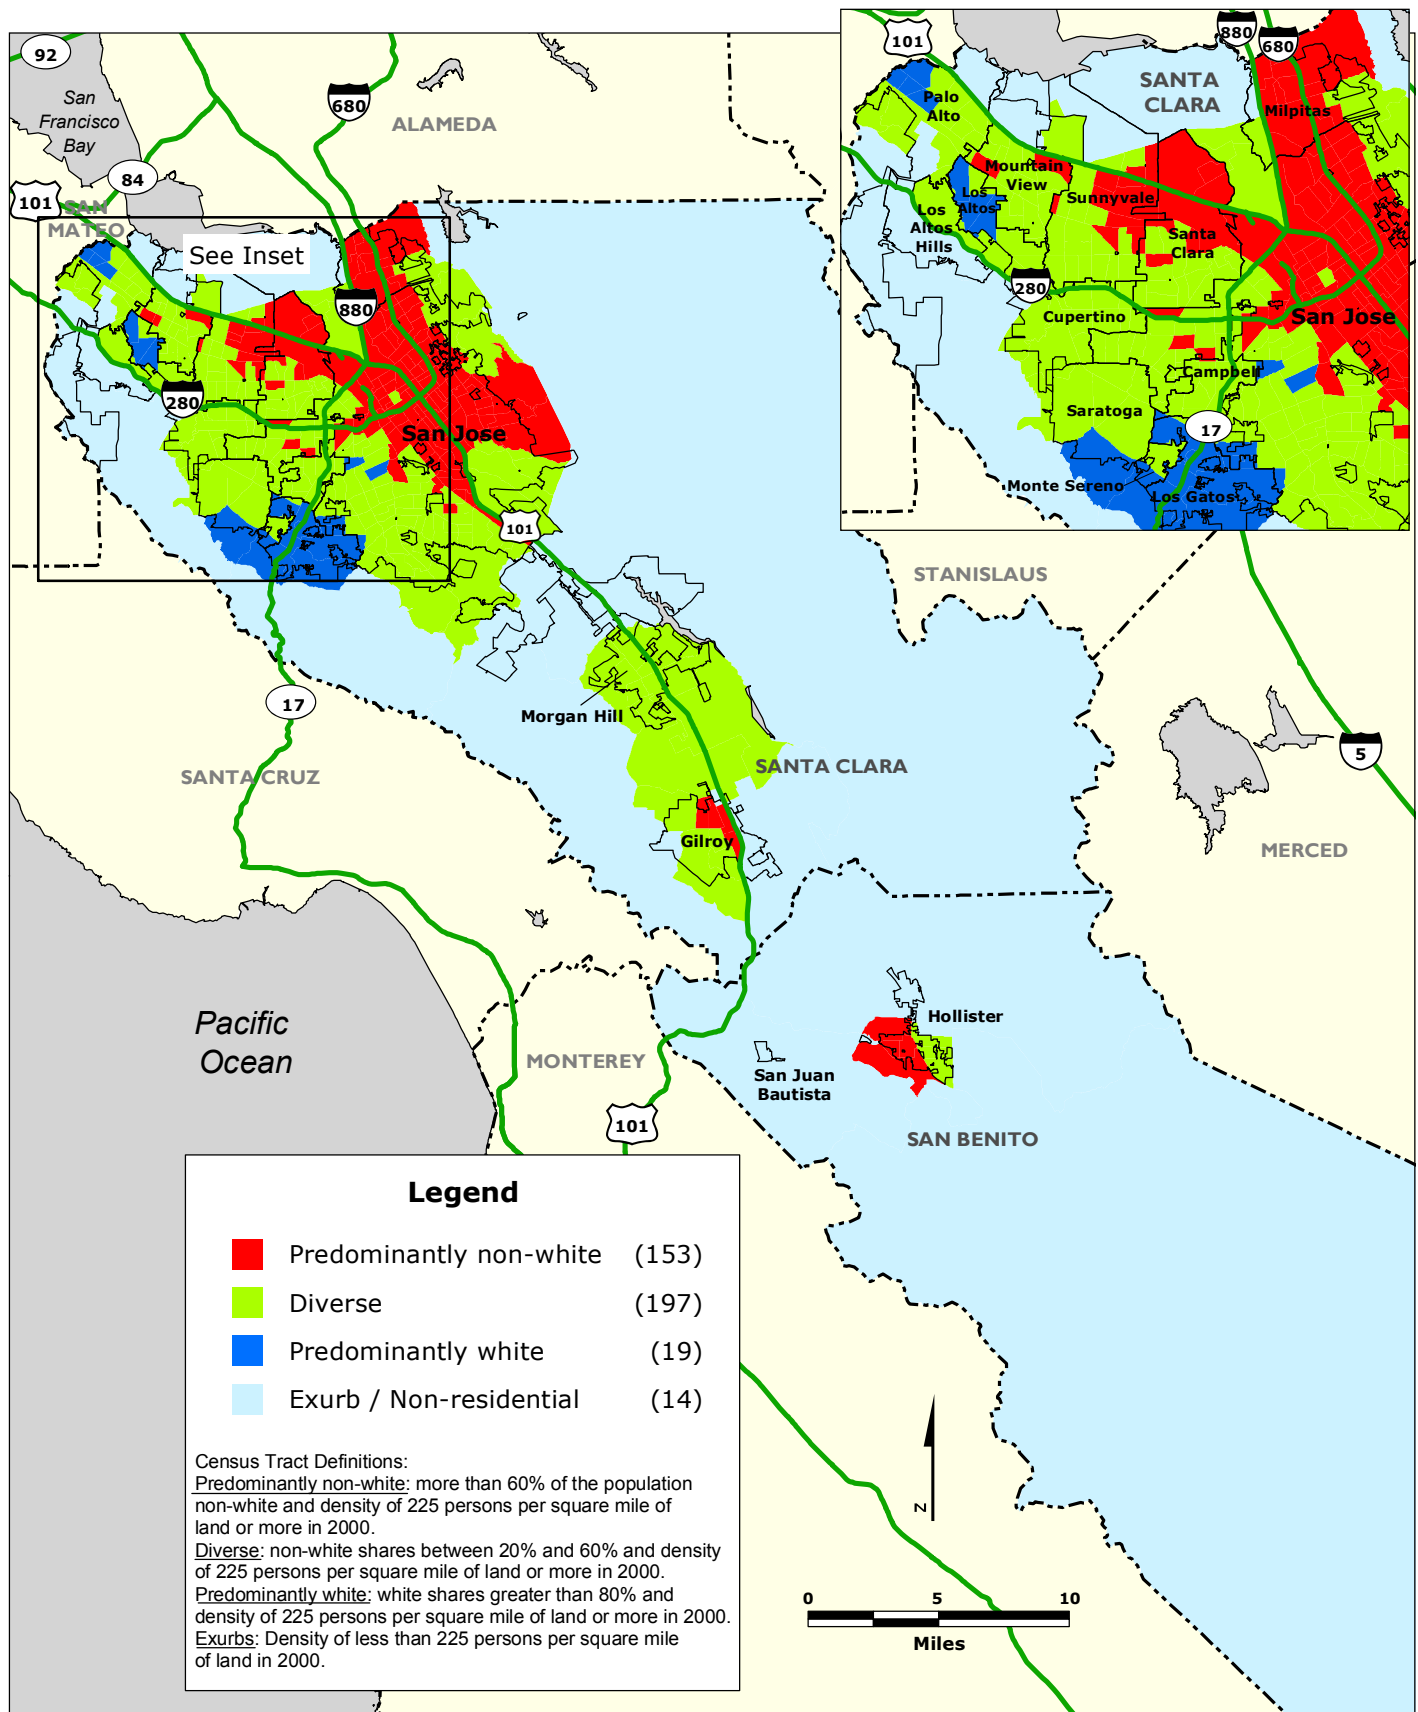 92
San
Francisco
Bay
680
ALAMEDA
84
101
SAN
MATEO
See Inset
880
280
San Jose
101
17
Morgan Hill
SANTA CRUZ
SANTA CLARA
Gilroy
STANISLAUS
5
MERCED
Pacific
Ocean
MONTEREY
101
Hollister
San Juan
Bautista
SAN BENITO
101
880
680
SANTA
CLARA
Palo
Alto
Milpitas
Mountain
View
Los
Altos
Sunnyvale
Los
Altos
Hills
Santa
Clara
280
Cupertino
San Jose
Campbell
Saratoga
17
Monte Sereno
Los Gatos
Legend
Predominantly non-white (153)
Diverse (197)
Predominantly white (19)
Exurb / Non-residential (14)
Census Tract Definitions:
Predominantly non-white: more than 60% of the population
non-white and density of 225 persons per square mile of
land or more in 2000.
Diverse: non-white shares between 20% and 60% and density
of 225 persons per square mile of land or more in 2000.
Predominantly white: white shares greater than 80% and
density of 225 persons per square mile of land or more in 2000.
Exurbs: Density of less than 225 persons per square mile
of land in 2000.
N
0 5 10
Miles